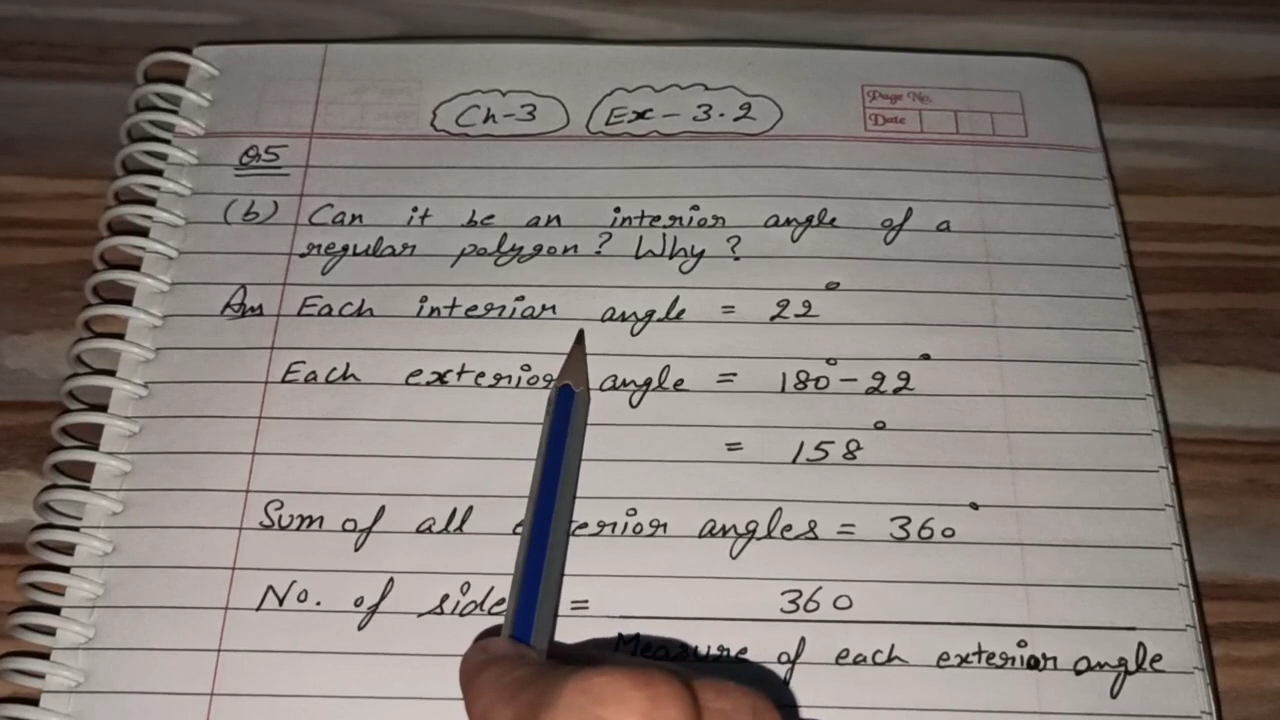 Ch-3 Ex-3.2
Page No.
Date
Q5
(b) Can it be an interior angle of a
regular polygon? Why?
Ans Each interior angle = 22°
Each exterior angle = 180°-22°
= 158°
Sum of all exterior angles = 360°
No. of side = 360
Measure of each exterior angle